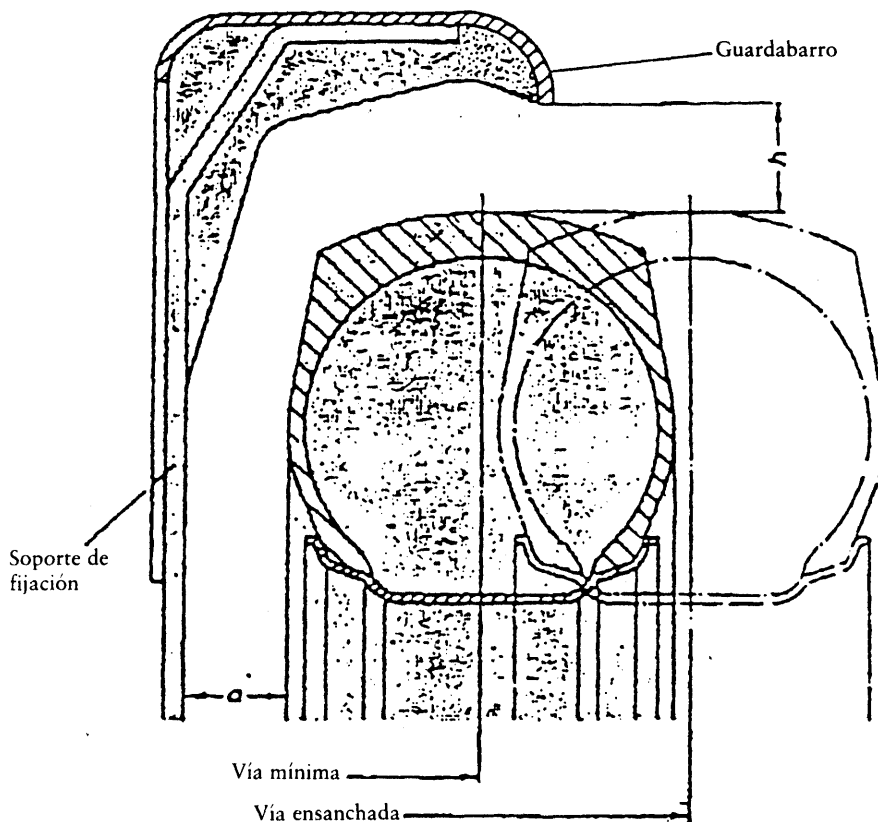 Guardabarro
h
Soporte de
fijación
a
Vía mínima
Vía ensanchada